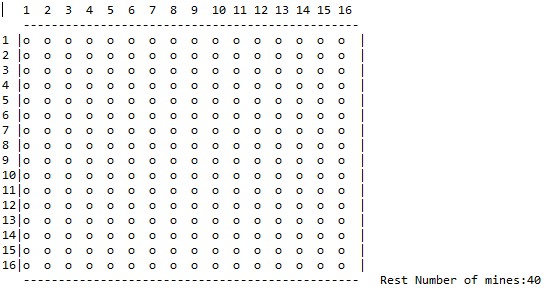 |  1  2  3  4  5  6  7  8  9  10 11 12 13 14 15 16
   ------------------------------------------------
1 |o  o  o  o  o  o  o  o  o  o  o  o  o  o  o  o  |
2 |o  o  o  o  o  o  o  o  o  o  o  o  o  o  o  o  |
3 |o  o  o  o  o  o  o  o  o  o  o  o  o  o  o  o  |
4 |o  o  o  o  o  o  o  o  o  o  o  o  o  o  o  o  |
5 |o  o  o  o  o  o  o  o  o  o  o  o  o  o  o  o  |
6 |o  o  o  o  o  o  o  o  o  o  o  o  o  o  o  o  |
7 |o  o  o  o  o  o  o  o  o  o  o  o  o  o  o  o  |
8 |o  o  o  o  o  o  o  o  o  o  o  o  o  o  o  o  |
9 |o  o  o  o  o  o  o  o  o  o  o  o  o  o  o  o  |
10|o  o  o  o  o  o  o  o  o  o  o  o  o  o  o  o  |
11|o  o  o  o  o  o  o  o  o  o  o  o  o  o  o  o  |
12|o  o  o  o  o  o  o  o  o  o  o  o  o  o  o  o  |
13|o  o  o  o  o  o  o  o  o  o  o  o  o  o  o  o  |
14|o  o  o  o  o  o  o  o  o  o  o  o  o  o  o  o  |
15|o  o  o  o  o  o  o  o  o  o  o  o  o  o  o  o  |
16|o  o  o  o  o  o  o  o  o  o  o  o  o  o  o  o  |
   ------------------------------------------------   Rest Number of mines:40